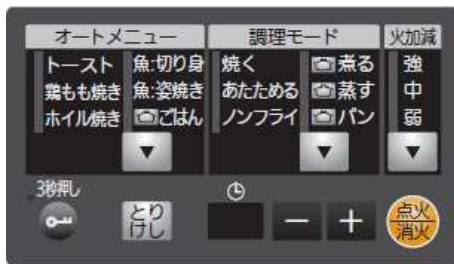 オートメニュー
調理モード
火加減
トースト
魚:切り身
焼く
煮る
強
鶏もも焼き
魚:姿焼き
あたためる
蒸す
中
ホイル焼き
ごはん
ノンフライ
パン
弱
3秒押し
とり
けし
点火
消火